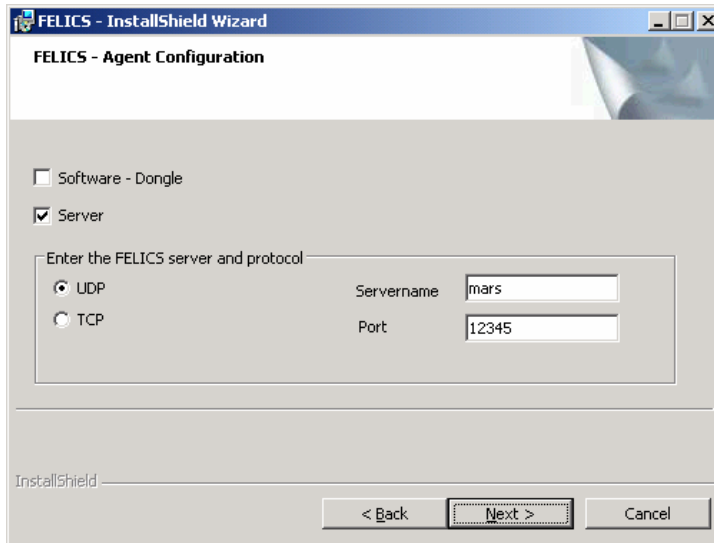 FELICS - InstallShield Wizard
FELICS - Agent Configuration
Software - Dongle
Server
Enter the FELICS server and protocol
UDP
Servername
mars
TCP
Port
12345
InstallShield
< Back
Next >
Cancel